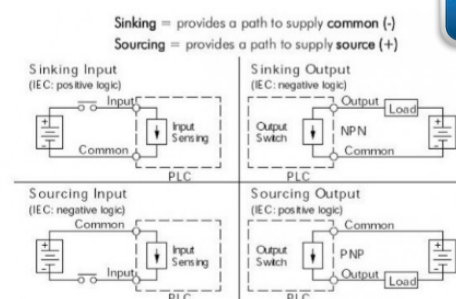 Sinking = provides a path to supply common (-)
Sourcing = provides a path to supply source (+)
Sinking Input
(IEC: positive logic)
Input
+
-
Input
Sensing
Common
PLC
Sinking Output
(IEC: negative logic)
Output
Load
Output
Switch
NPN
+
-
Common
PLC
Sourcing Input
(IEC: negative logic)
Common
+
-
Input
Sensing
Input
PLC
Sourcing Output
(IEC: positive logic)
Common
Output
Switch
PNP
+
-
Output
Load
PLC